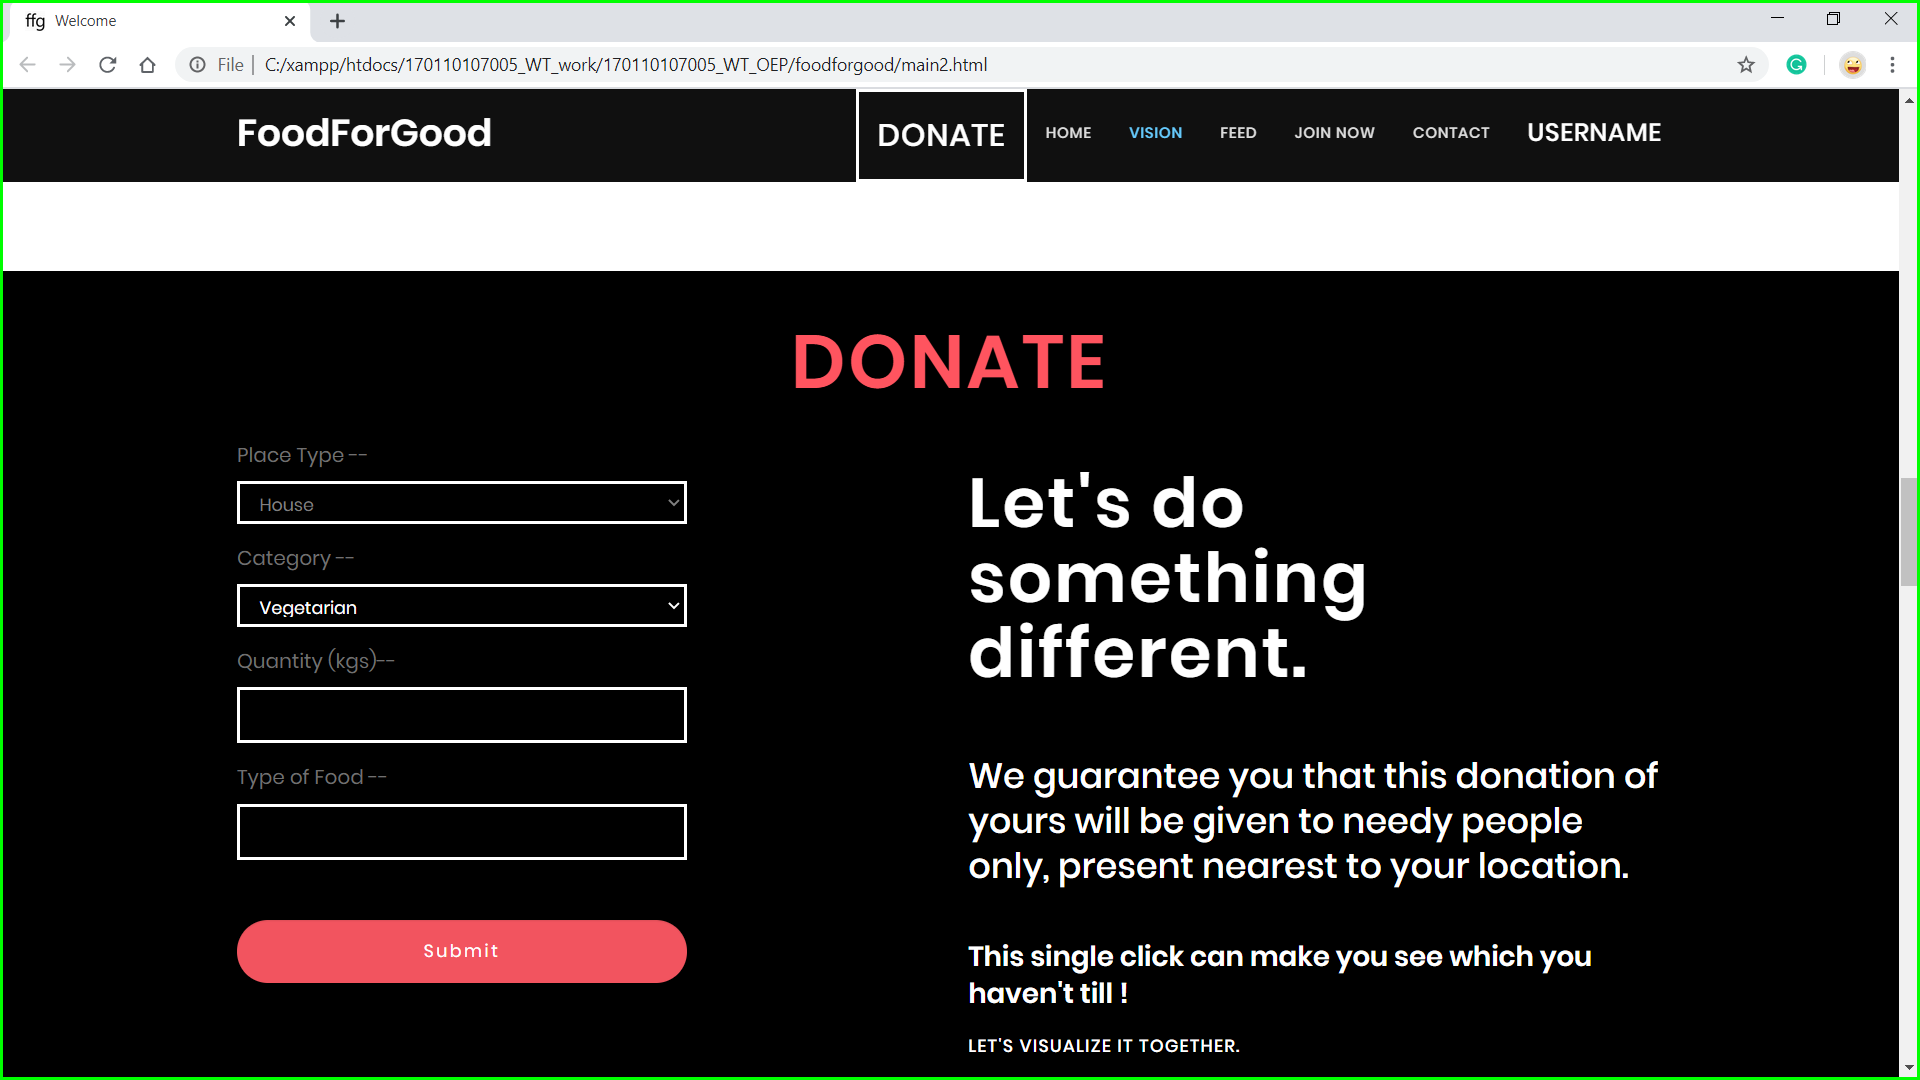 ffg Welcome
File C:/xampp/htdocs/170110107005_WT_work/170110107005_WT_OEP/foodforgood/main2.html
FoodForGood DONATE HOME VISION FEED JOIN NOW CONTACT USERNAME
DONATE
Place Type --
House
Category --
Vegetarian
Quantity (kgs)--
Type of Food --
Submit
Let's do
something
different.
We guarantee you that this donation of
yours will be given to needy people
only, present nearest to your location.
This single click can make you see which you
haven't till !
LET'S VISUALIZE IT TOGETHER.